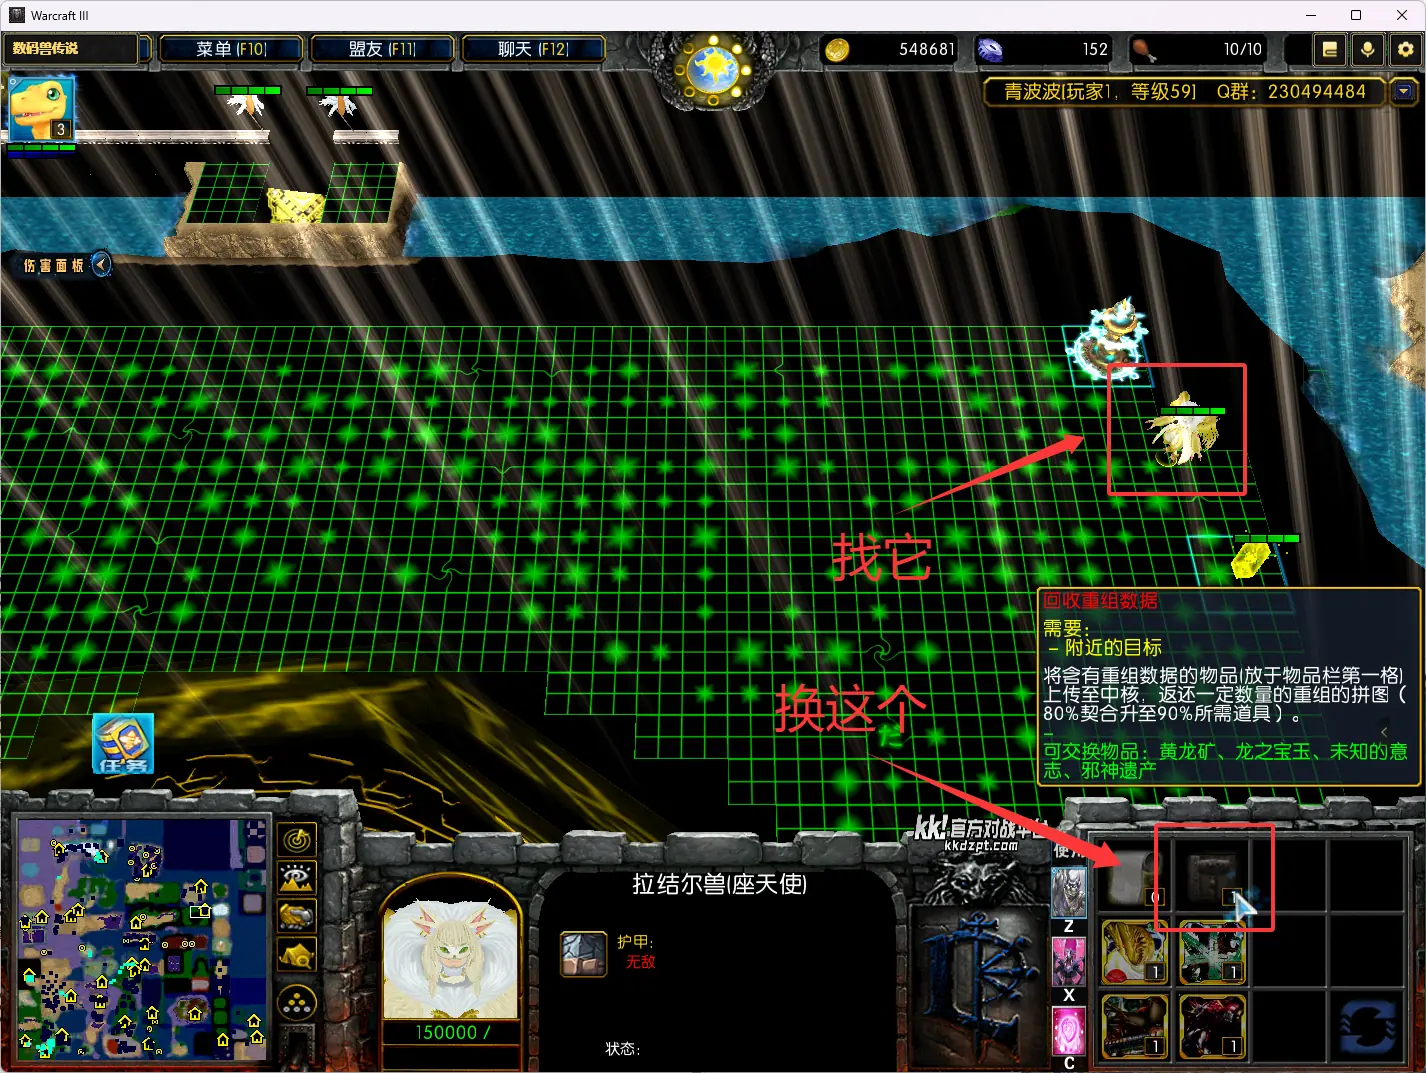 Warcraft III
数码兽传说
菜单 (F10)
盟友 (F11)
聊天 (F12)
548681
152
10/10
青波波[玩家1，等级59] Q群：230494484
3
伤害面板
找它
回收重组数据
需要：
- 附近的目标
将含有重组数据的物品(放于物品栏第一格)
上传至中核，返还一定数量的重组的拼图（
80%契合升至90%所需道具）。
-
可交换物品：黄龙矿、龙之宝玉、未知的意
志、邪神遗产
换这个
任务
kk!官方对战平台
kkdzpt.com
拉结尔兽(座天使)
护甲：
无敌
150000 /
状态：
Z
X
C
0
1
1
1
1
1